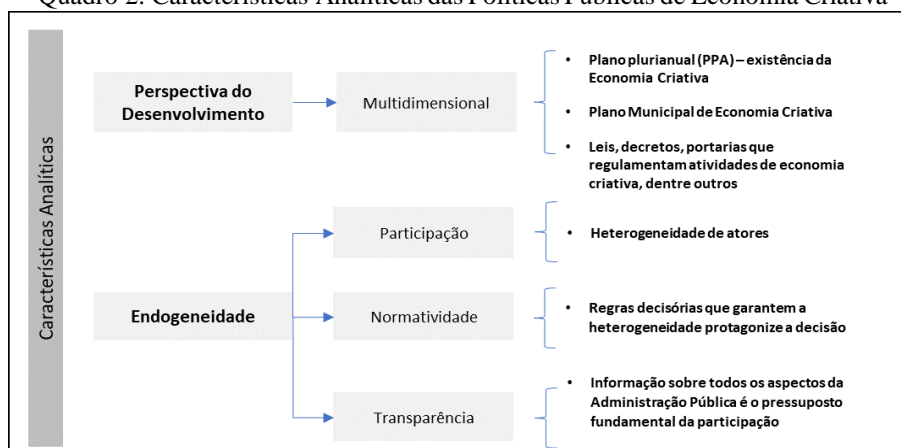 Quadro 2: Características Analíticas das Políticas Públicas de Economia Criativa
Características Analíticas
Perspectiva do
Desenvolvimento
Multidimensional
• Plano plurianual (PPA) – existência da
Economia Criativa
• Plano Municipal de Economia Criativa
• Leis, decretos, portarias que
regulamentam atividades de economia
criativa, dentre outros
Endogeneidade
Participação
• Heterogeneidade de atores
Normatividade
• Regras decisórias que garantem a
heterogeneidade protagonize a decisão
Transparência
• Informação sobre todos os aspectos da
Administração Pública é o pressuposto
fundamental da participação